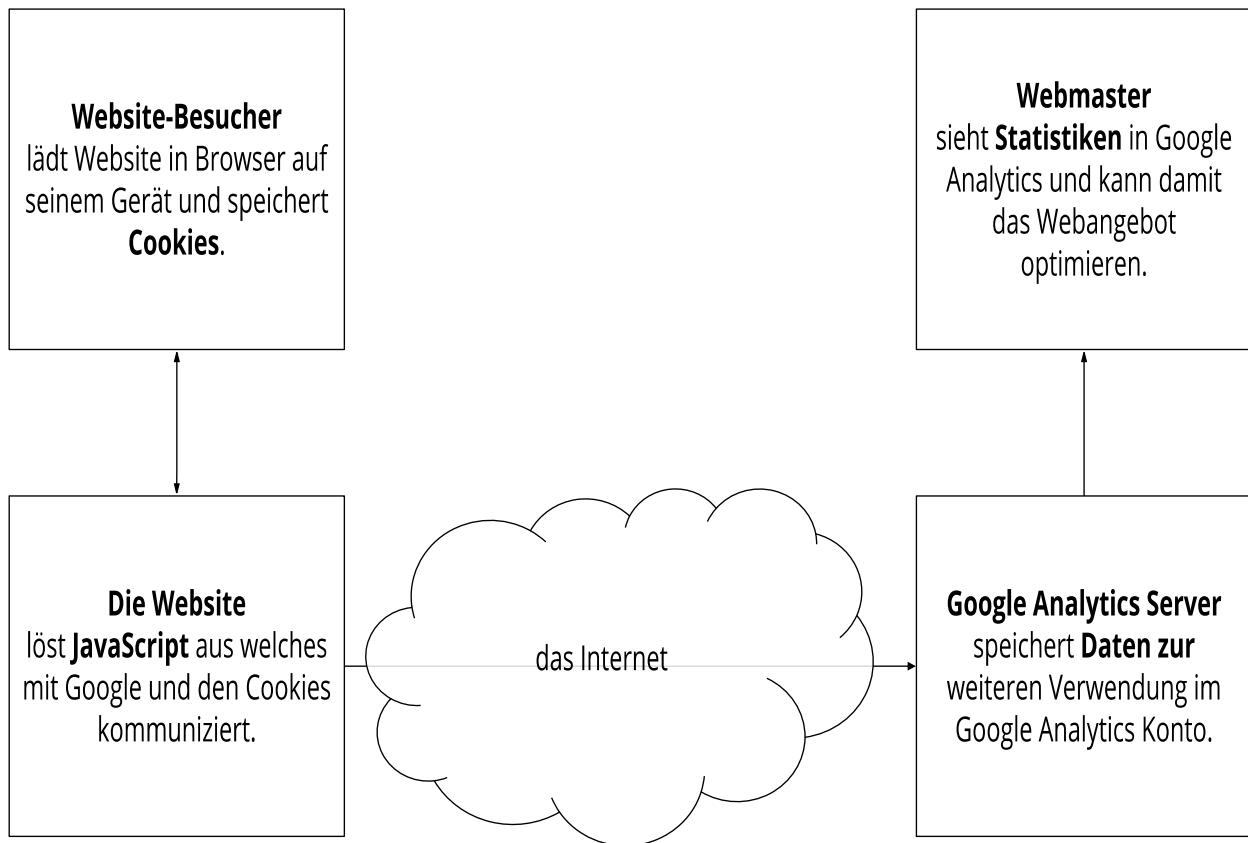 Website-Besucher
lädt Website in Browser auf
seinem Gerät und speichert
Cookies.
Webmaster
sieht Statistiken in Google
Analytics und kann damit
das Webangebot
optimieren.
Die Website
löst JavaScript aus welches
mit Google und den Cookies
kommuniziert.
das Internet
Google Analytics Server
speichert Daten zur
weiteren Verwendung im
Google Analytics Konto.